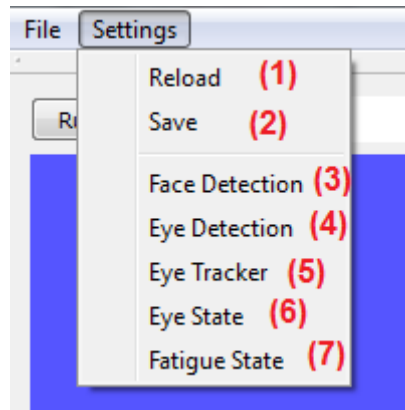 File Settings
Reload (1)
Save (2)
Face Detection (3)
Eye Detection (4)
Eye Tracker (5)
Eye State (6)
Fatigue State (7)